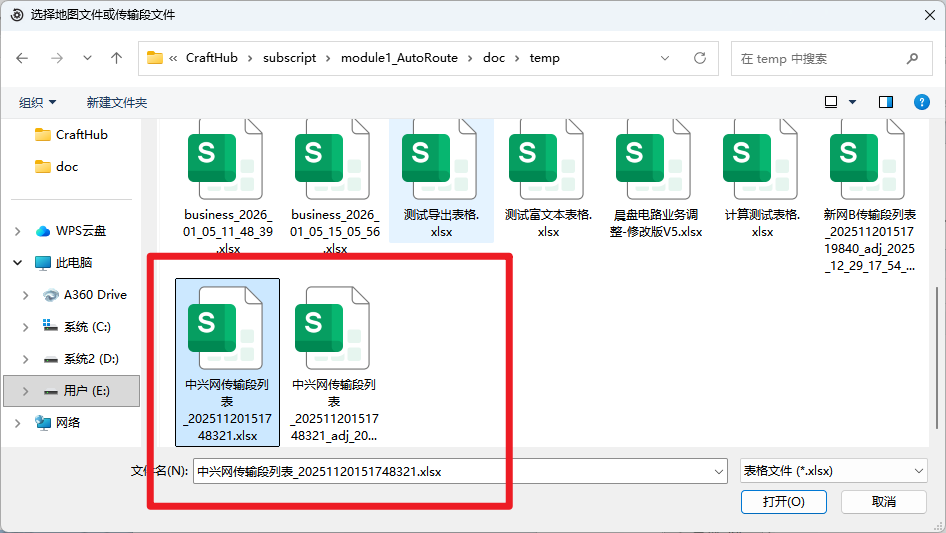 选择地图文件或传输段文件
« CraftHub › subscript › module1_AutoRoute › doc › temp
在 temp 中搜索
组织
新建文件夹
CraftHub
doc
WPS云盘
此电脑
A360 Drive
系统 (C:)
系统2 (D:)
用户 (E:)
网络
S
business_2026
_01_05_11_48_39
.xlsx
S
business_2026
_01_05_15_05_56
.xlsx
S
测试导出表格.
xlsx
S
测试富文本表格.
xlsx
S
晨盘电路业务调
整-修改版V5.xlsx
S
计算测试表格.
xlsx
S
新网B传输段列表
_202511201517
19840_adj_2025
_12_29_17_54_...
S
中兴网传输段列
表
_202511201517
48321.xlsx
S
中兴网传输段列
表
_202511201517
48321_adj_20...
文件名(N):
中兴网传输段列表_20251120151748321.xlsx
表格文件 (*.xlsx)
打开(O)
取消